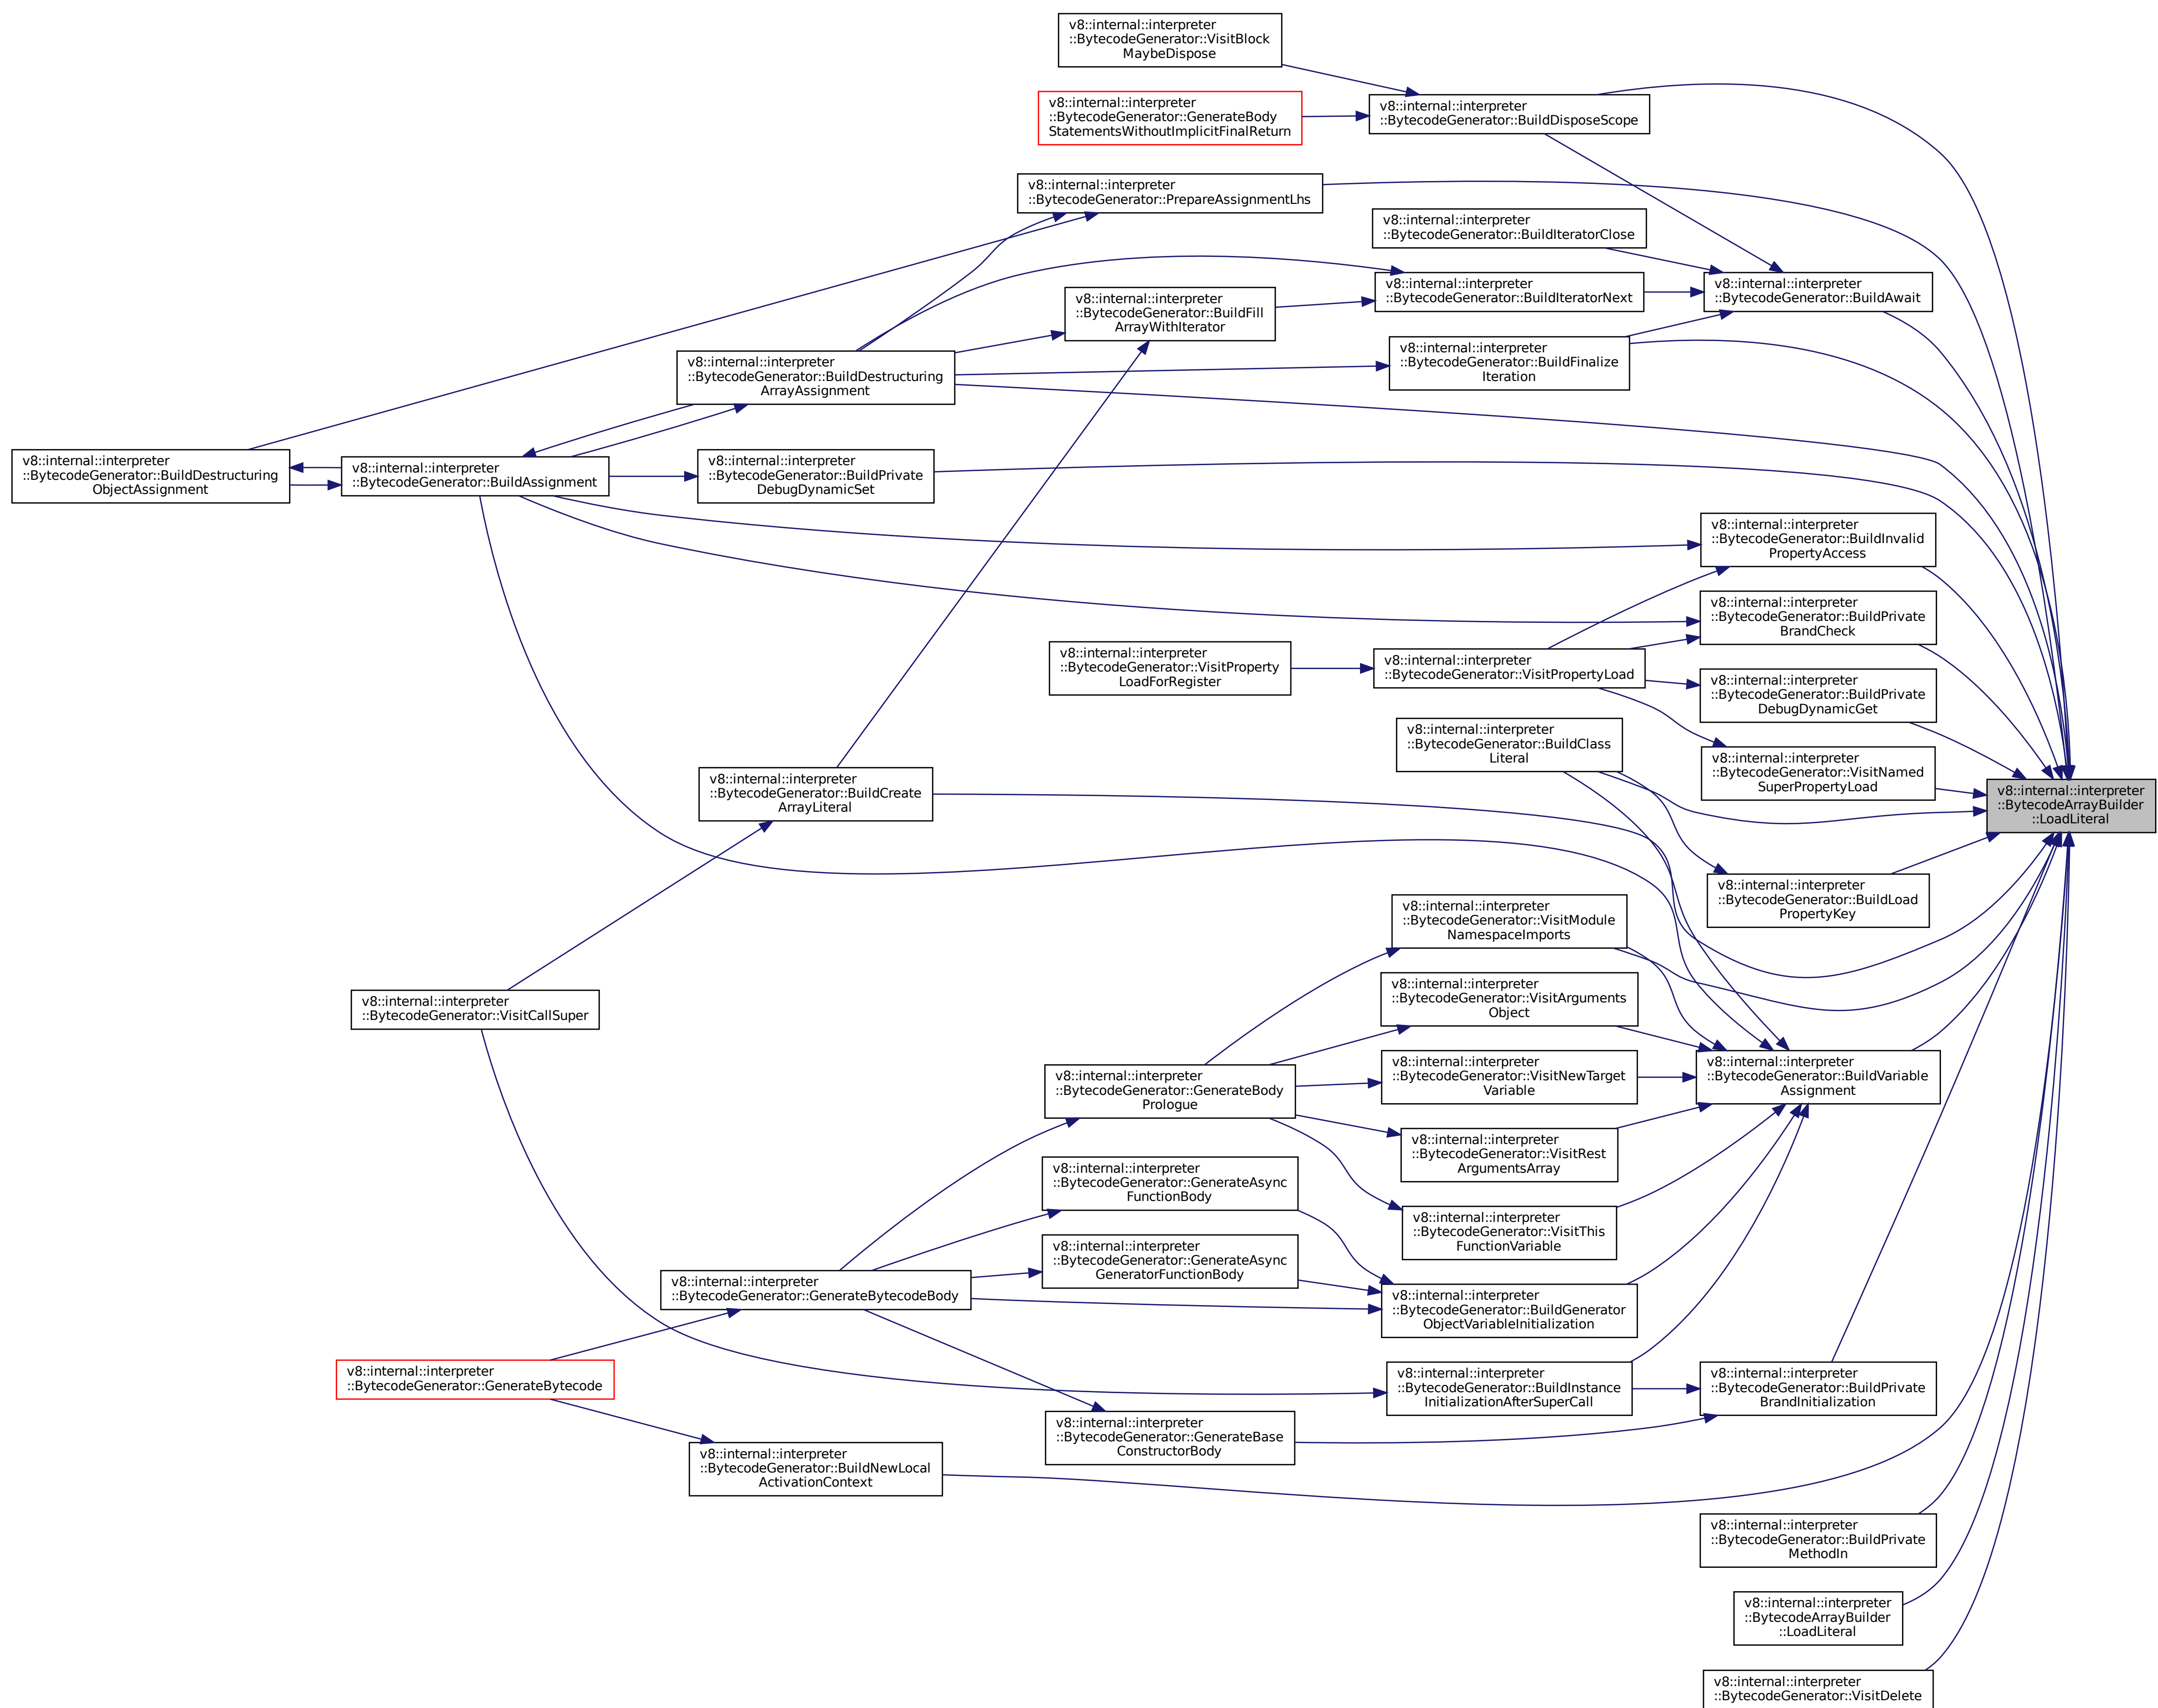 v8::internal::interpreter
::BytecodeGenerator::VisitBlock
MaybeDispose
v8::internal::interpreter
::BytecodeGenerator::GenerateBody
StatementsWithoutImplicitFinalReturn
v8::internal::interpreter
::BytecodeGenerator::BuildDisposeScope
v8::internal::interpreter
::BytecodeGenerator::PrepareAssignmentLhs
v8::internal::interpreter
::BytecodeGenerator::BuildIteratorClose
v8::internal::interpreter
::BytecodeGenerator::BuildIteratorNext
v8::internal::interpreter
::BytecodeGenerator::BuildAwait
v8::internal::interpreter
::BytecodeGenerator::BuildFill
ArrayWithIterator
v8::internal::interpreter
::BytecodeGenerator::BuildFinalize
Iteration
v8::internal::interpreter
::BytecodeGenerator::BuildDestructuring
ArrayAssignment
v8::internal::interpreter
::BytecodeGenerator::BuildDestructuring
ObjectAssignment
v8::internal::interpreter
::BytecodeGenerator::BuildAssignment
v8::internal::interpreter
::BytecodeGenerator::BuildPrivate
DebugDynamicSet
v8::internal::interpreter
::BytecodeGenerator::BuildInvalid
PropertyAccess
v8::internal::interpreter
::BytecodeGenerator::BuildPrivate
BrandCheck
v8::internal::interpreter
::BytecodeGenerator::VisitProperty
LoadForRegister
v8::internal::interpreter
::BytecodeGenerator::VisitPropertyLoad
v8::internal::interpreter
::BytecodeGenerator::BuildPrivate
DebugDynamicGet
v8::internal::interpreter
::BytecodeGenerator::BuildClass
Literal
v8::internal::interpreter
::BytecodeGenerator::VisitNamed
SuperPropertyLoad
v8::internal::interpreter
::BytecodeGenerator::BuildCreate
ArrayLiteral
v8::internal::interpreter
::BytecodeArrayBuilder
::LoadLiteral
v8::internal::interpreter
::BytecodeGenerator::BuildLoad
PropertyKey
v8::internal::interpreter
::BytecodeGenerator::VisitModule
NamespaceImports
v8::internal::interpreter
::BytecodeGenerator::VisitArguments
Object
v8::internal::interpreter
::BytecodeGenerator::VisitCallSuper
v8::internal::interpreter
::BytecodeGenerator::GenerateBody
Prologue
v8::internal::interpreter
::BytecodeGenerator::VisitNewTarget
Variable
v8::internal::interpreter
::BytecodeGenerator::BuildVariable
Assignment
v8::internal::interpreter
::BytecodeGenerator::VisitRest
ArgumentsArray
v8::internal::interpreter
::BytecodeGenerator::GenerateAsync
FunctionBody
v8::internal::interpreter
::BytecodeGenerator::VisitThis
FunctionVariable
v8::internal::interpreter
::BytecodeGenerator::GenerateAsync
GeneratorFunctionBody
v8::internal::interpreter
::BytecodeGenerator::GenerateBytecodeBody
v8::internal::interpreter
::BytecodeGenerator::BuildGenerator
ObjectVariableInitialization
v8::internal::interpreter
::BytecodeGenerator::GenerateBytecode
v8::internal::interpreter
::BytecodeGenerator::BuildInstance
InitializationAfterSuperCall
v8::internal::interpreter
::BytecodeGenerator::BuildPrivate
BrandInitialization
v8::internal::interpreter
::BytecodeGenerator::GenerateBase
ConstructorBody
v8::internal::interpreter
::BytecodeGenerator::BuildNewLocal
ActivationContext
v8::internal::interpreter
::BytecodeGenerator::BuildPrivate
MethodIn
v8::internal::interpreter
::BytecodeArrayBuilder
::LoadLiteral
v8::internal::interpreter
::BytecodeGenerator::VisitDelete